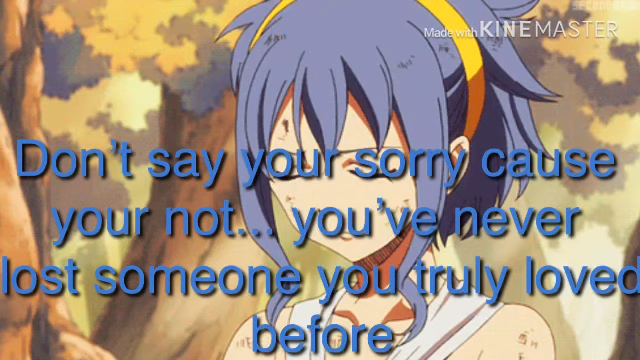 Made with KINEMASTER
Don't say your sorry cause
your not... you've never
lost someone you truly loved
before